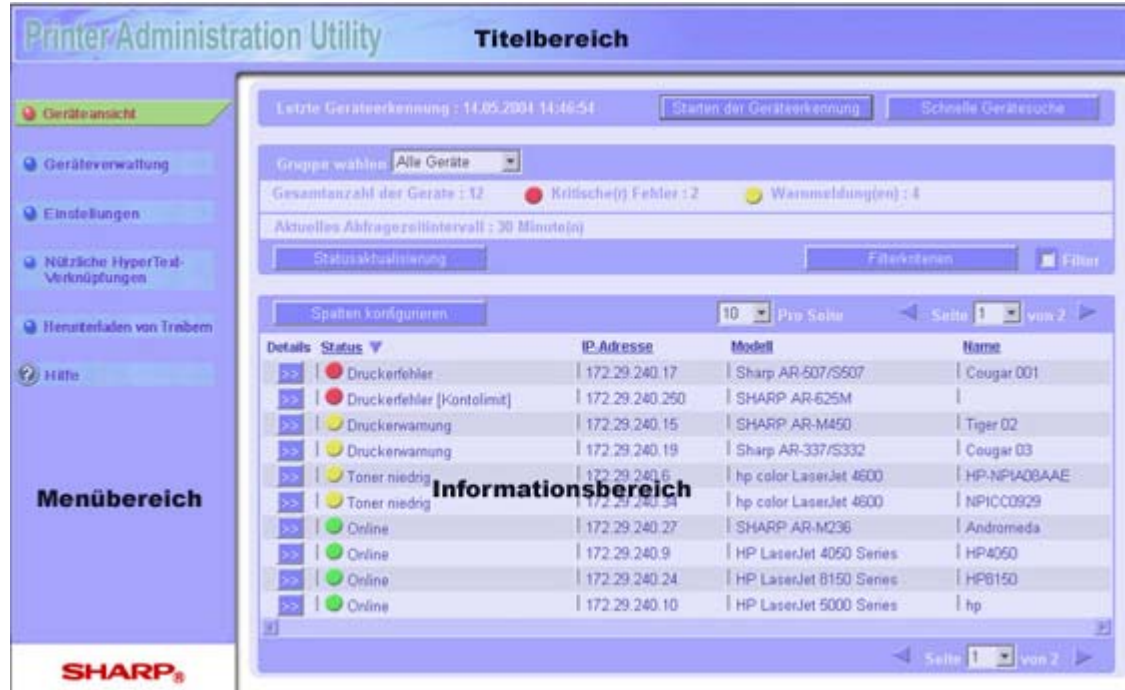 Printer Administration Utility
Titelbereich
Geräteansicht
Geräteverwaltung
Einstellungen
Nützliche HyperText-
Verknüpfungen
Herunterladen von Treibern
Hilfe
Menübereich
SHARP®
Letzte Geräteerkennung : 14.05.2004 14:46:54 Starten der Geräteerkennung Schnelle Gerätesuche
Gruppe wählen Alle Geräte
Gesamtanzahl der Geräte : 12 Kritische(r) Fehler : 2 Warnmeldung(en) : 4
Aktuelles Abfragezeitintervall : 30 Minute(n)
Statusaktualisierung Filterkriterien Filter
Spalten konfigurieren 10 Pro Seite Seite 1 von 2
Details Status IP-Adresse Modell Name
>> Druckerfehler 172.29.240.17 Sharp AR-507/S507 Cougar 001
>> Druckerfehler [Kontolimit] 172.29.240.250 SHARP AR-625M
>> Druckerwarnung 172.29.240.15 SHARP AR-M450 Tiger 02
>> Druckerwarnung 172.29.240.19 Sharp AR-337/S332 Cougar 03
>> Toner niedrig 172.29.240.6 hp color LaserJet 4600 HP-NPIA08AAE
>> Toner niedrig 172.29.240.34 hp color LaserJet 4600 NPICC0929
Informationsbereich
>> Online 172.29.240.27 SHARP AR-M236 Andromeda
>> Online 172.29.240.9 HP LaserJet 4050 Series HP4050
>> Online 172.29.240.24 HP LaserJet 8150 Series HP8150
>> Online 172.29.240.10 HP LaserJet 5000 Series hp
Seite 1 von 2